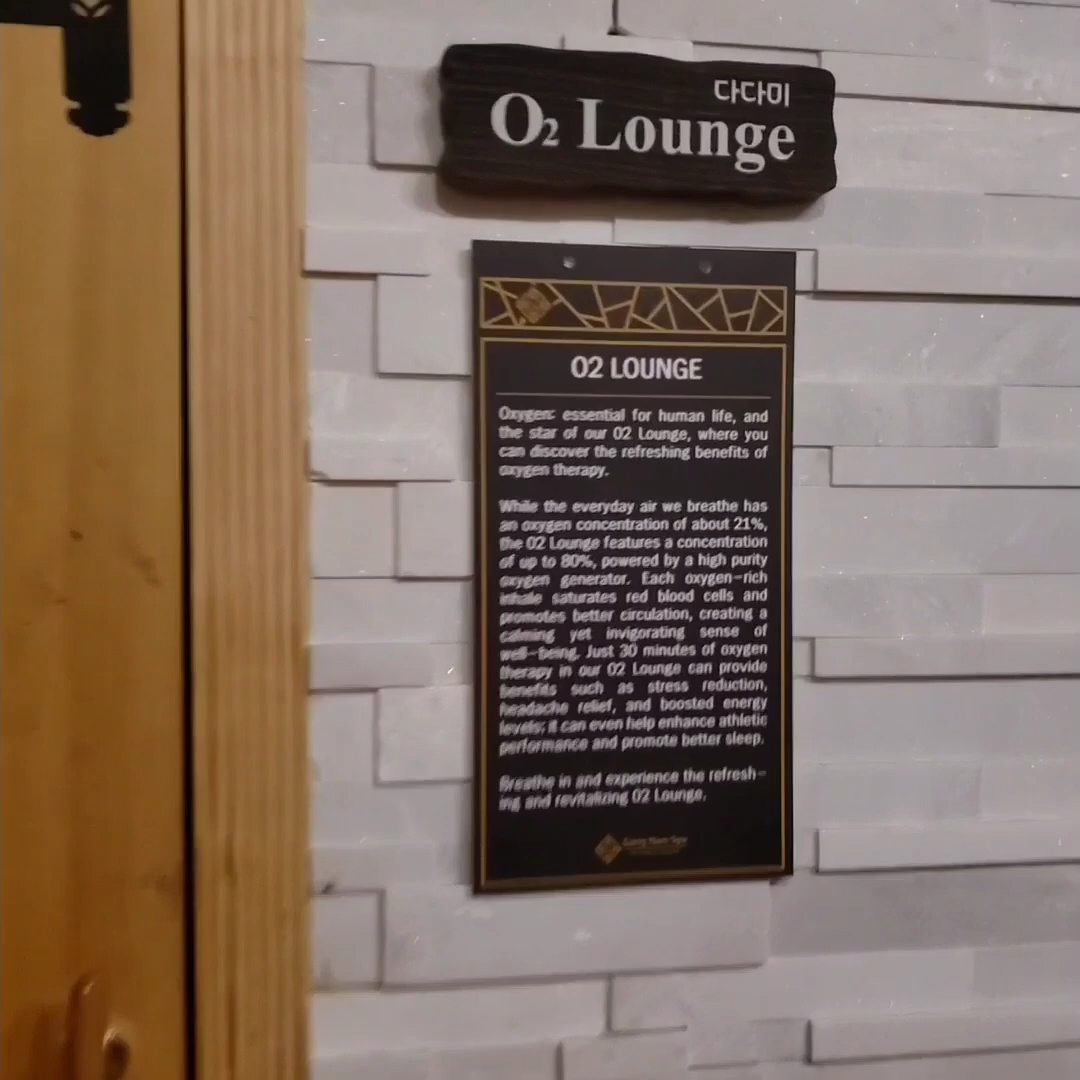 다다미
O2 Lounge
O2 LOUNGE
Oxygen: essential for human life, and
the star of our O2 Lounge, where you
can discover the refreshing benefits of
oxygen therapy.
While the everyday air we breathe has
an oxygen concentration of about 21%,
the O2 Lounge features a concentration
of up to 80%, powered by a high purity
oxygen generator. Each oxygen-rich
inhale saturates red blood cells and
promotes better circulation, creating a
calming yet invigorating sense of
well-being. Just 30 minutes of oxygen
therapy in our O2 Lounge can provide
benefits such as stress reduction,
headache relief, and boosted energy
levels; it can even help enhance athletic
performance and promote better sleep.
Breathe in and experience the refresh-
ing and revitalizing O2 Lounge.
Spa